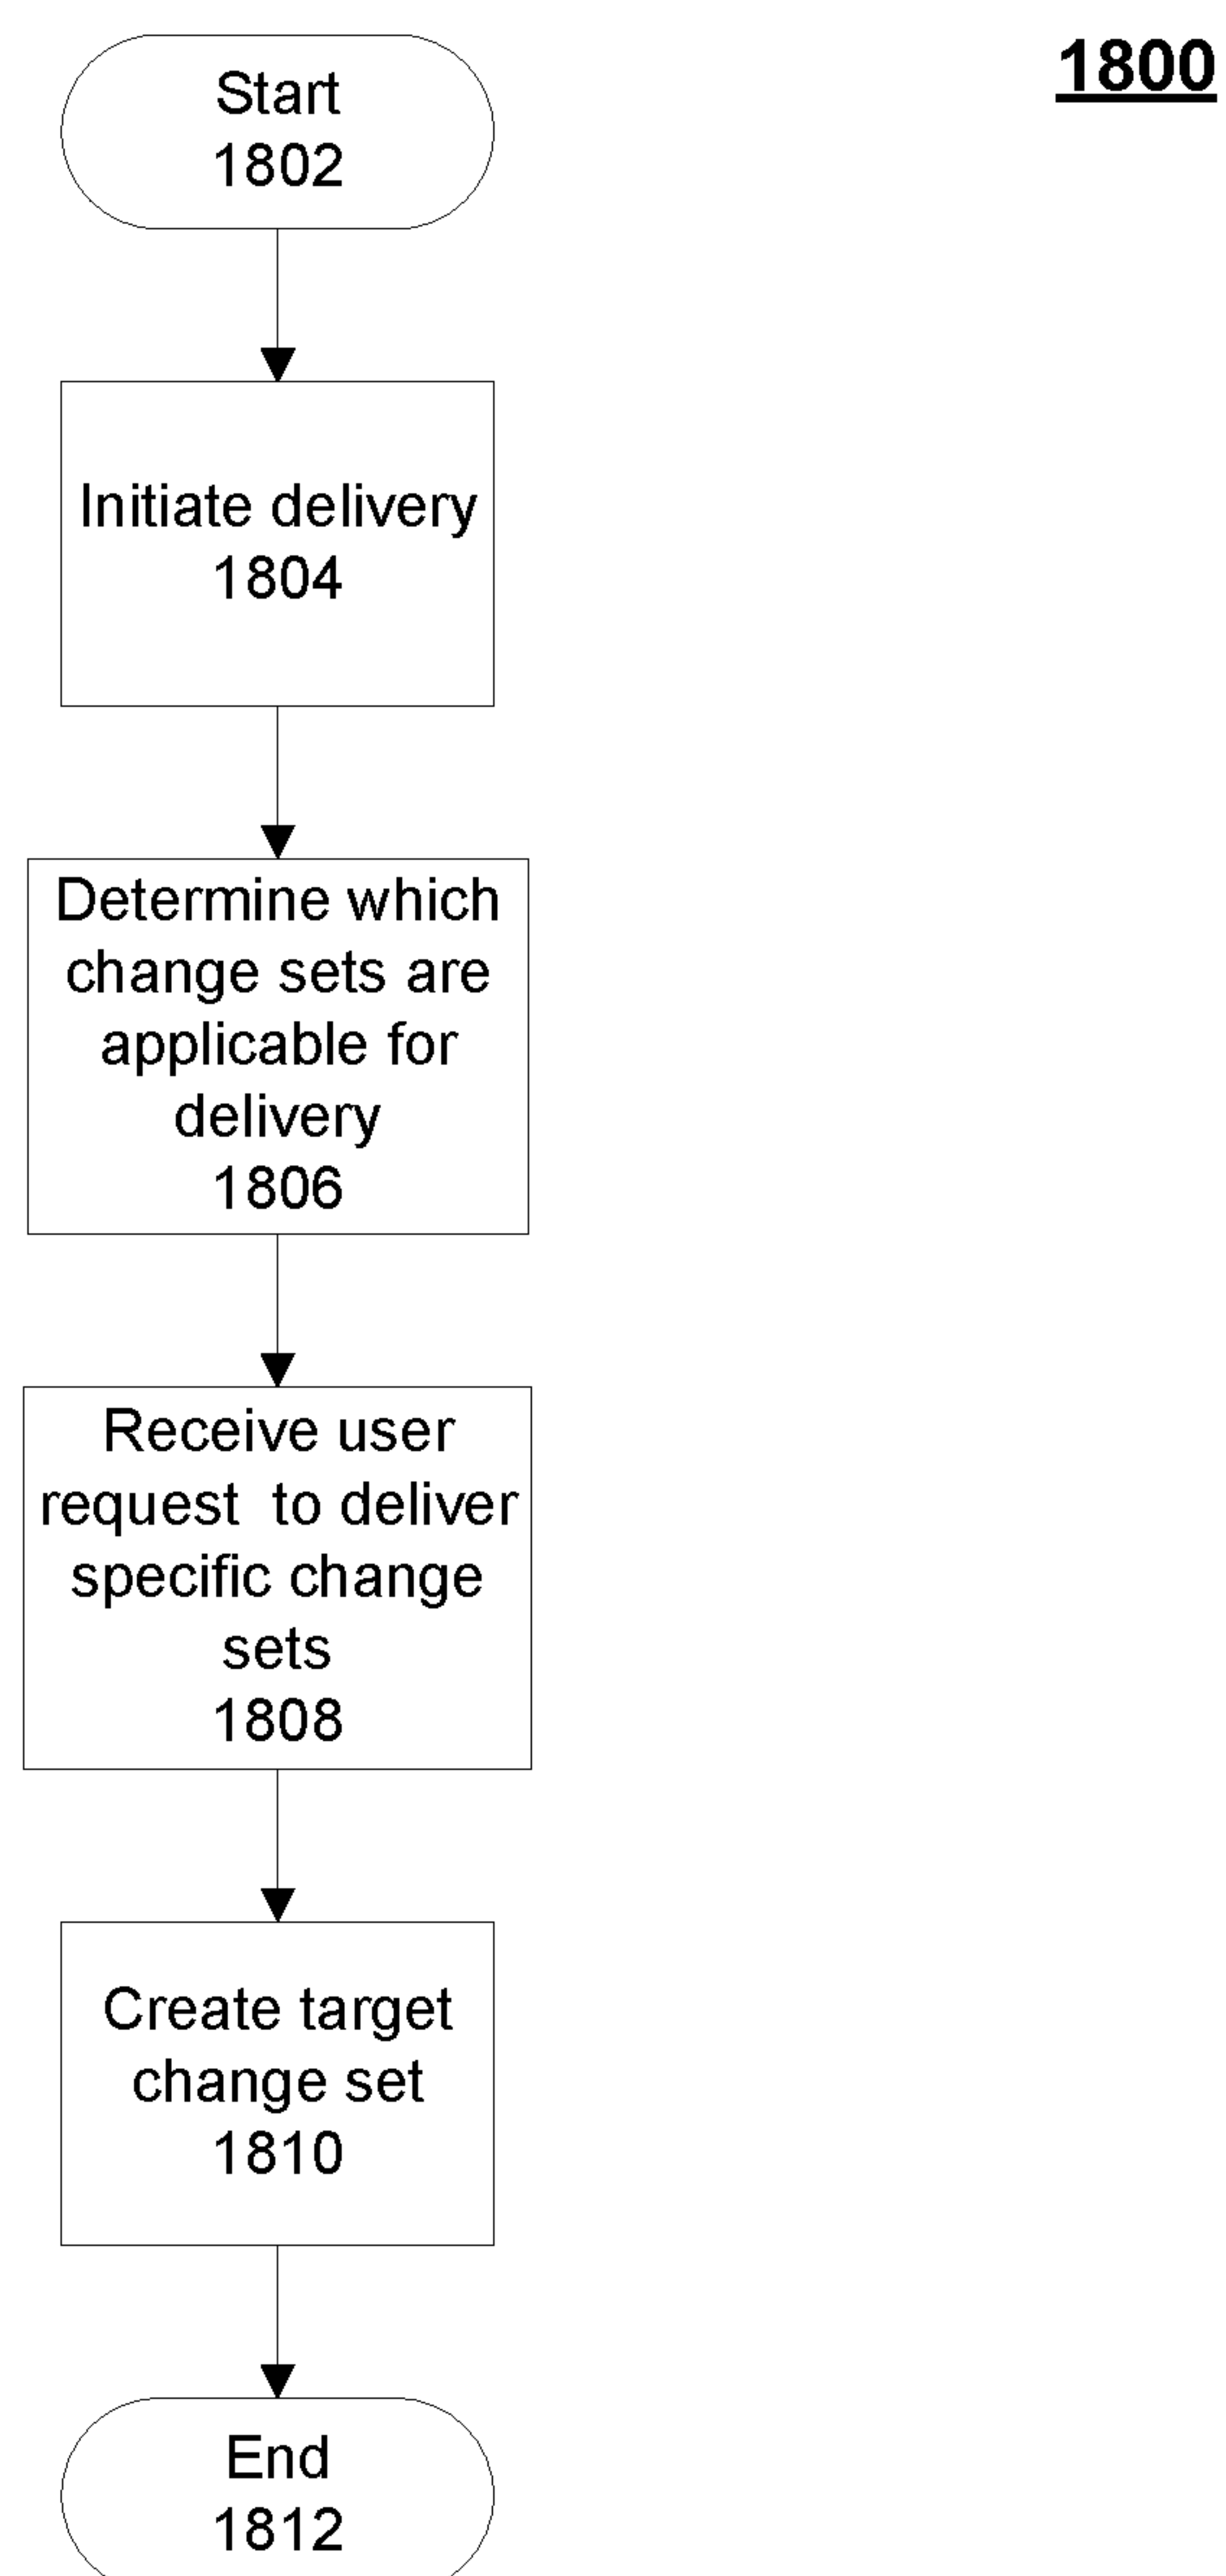 1800
Start
1802
Initiate delivery
1804
Determine which
change sets are
applicable for
delivery
1806
Receive user
request to deliver
specific change
sets
1808
Create target
change set
1810
End
1812